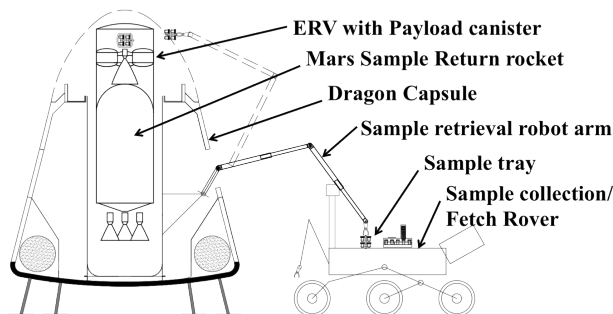 ERV with Payload canister
Mars Sample Return rocket
Dragon Capsule
Sample retrieval robot arm
Sample tray
Sample collection/
Fetch Rover